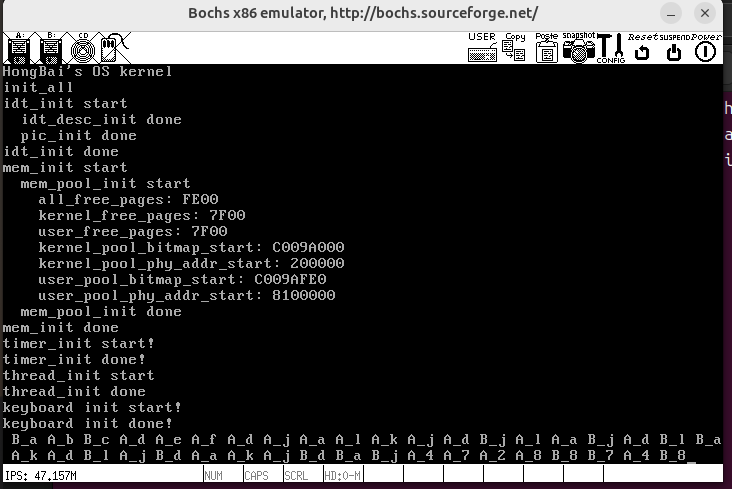 Bochs x86 emulator, http://bochs.sourceforge.net/
A: B: CD USER Copy Paste snapshot CONFIG Reset SUSPEND Power
HongBai's OS kernel
init_all
idt_init start
idt_desc_init done
pic_init done
idt_init done
mem_init start
mem_pool_init start
all_free_pages: FE00
kernel_free_pages: 7F00
user_free_pages: 7F00
kernel_pool_bitmap_start: C009A000
kernel_pool_phy_addr_start: 200000
user_pool_bitmap_start: C009AFE0
user_pool_phy_addr_start: 8100000
mem_pool_init done
mem_init done
timer_init start!
timer_init done!
thread_init start
thread_init done
keyboard init start!
keyboard init done!
B_a A_b B_c A_d A_e A_f A_d A_j A_a A_l A_k A_j A_d B_j A_l A_a B_j A_d B_l B_a
A_k A_d B_l A_j B_d A_a A_k A_j B_d B_a A_j A_4 A_7 A_2 A_8 B_8 B_7 A_4 B_8_
IPS: 47.157M NUM CAPS SCRL HD:0-M